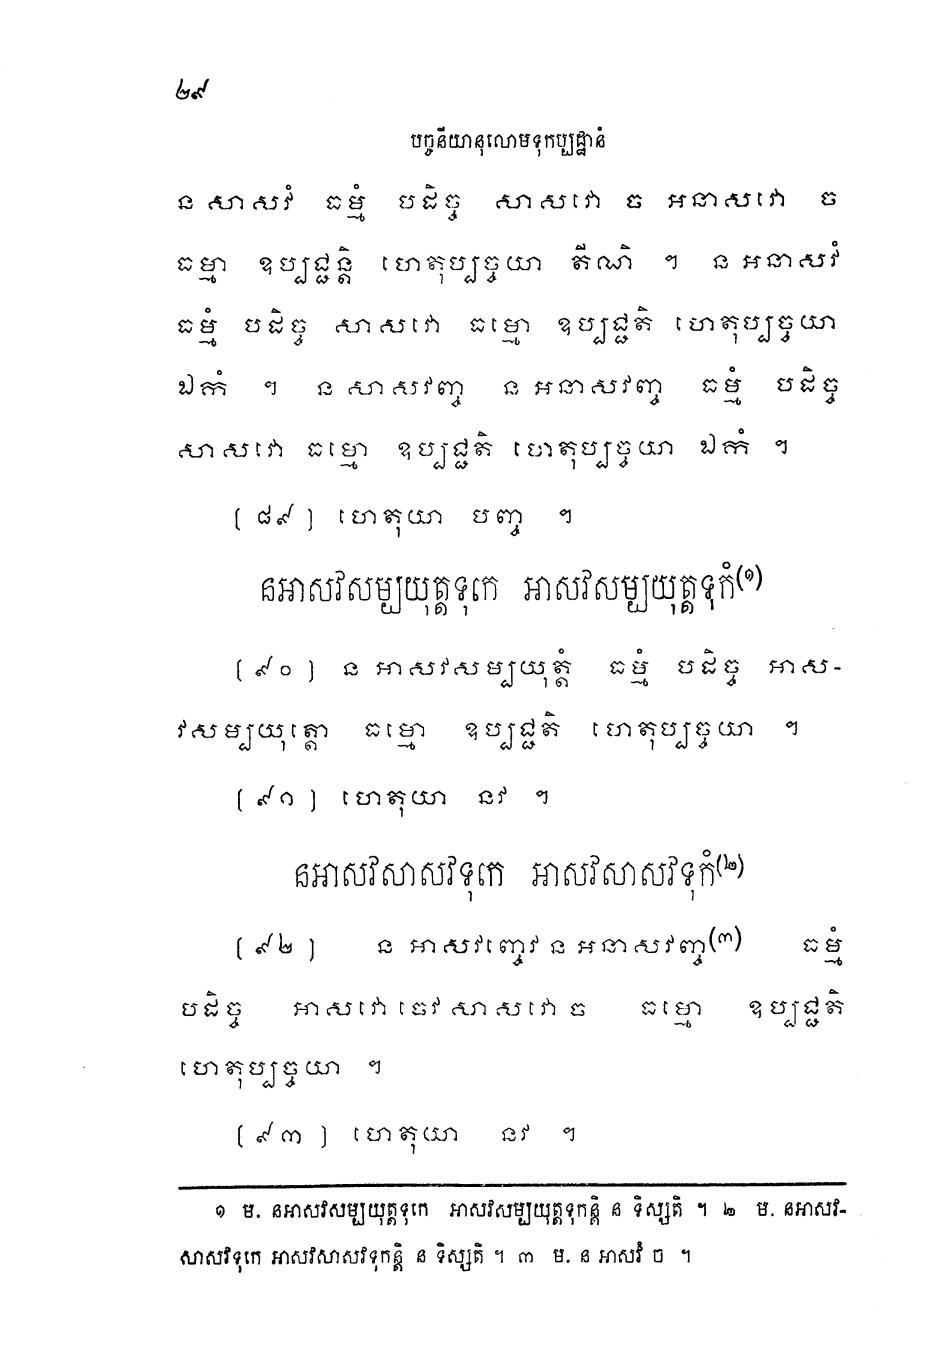 ២៩
បច្ចនីយានុលោមទុកប្បដ្ឋានំ
ន សាសវំ ធម្មំ បដិច្ច សាសវោ ច អនាសវោ ច
ធម្មា ឧប្បជ្ជន្តិ ហេតុប្បច្ចយា តីណិ ។ ន អនាសវំ
ធម្មំ បដិច្ច សាសវោ ធម្មោ ឧប្បជ្ជតិ ហេតុប្បច្ចយា
ឯកំ ។ ន សាសវញ្ច ន អនាសវញ្ច ធម្មំ បដិច្ច
សាសវោ ធម្មោ ឧប្បជ្ជតិ ហេតុប្បច្ចយា ឯកំ ។
[ ៨៩ ] ហេតុយា បញ្ច ។
នអាសវសម្បយុត្តទុកេ អាសវសម្បយុត្តទុកំ(១)
[ ៩០ ] ន អាសវសម្បយុត្តំ ធម្មំ បដិច្ច អាស-
វសម្បយុត្តោ ធម្មោ ឧប្បជ្ជតិ ហេតុប្បច្ចយា ។
[ ៩១ ] ហេតុយា នវ ។
នអាសវសាសវទុកេ អាសវសាសវទុកំ(២)
[ ៩២ ] ន អាសវញ្ចេវ ន អនាសវញ្ច(៣) ធម្មំ
បដិច្ច អាសវោ ចេវ សាសវោ ច ធម្មោ ឧប្បជ្ជតិ
ហេតុប្បច្ចយា ។
[ ៩៣ ] ហេតុយា នវ ។
១ ម. នអាសវសម្បយុត្តទុកេ អាសវសម្បយុត្តទុកន្តិ ន ទិស្សតិ ។ ២ ម. នអាសវ-
សាសវទុកេ អាសវសាសវទុកន្តិ ន ទិស្សតិ ។ ៣ ម. ន អាសវំ ច ។